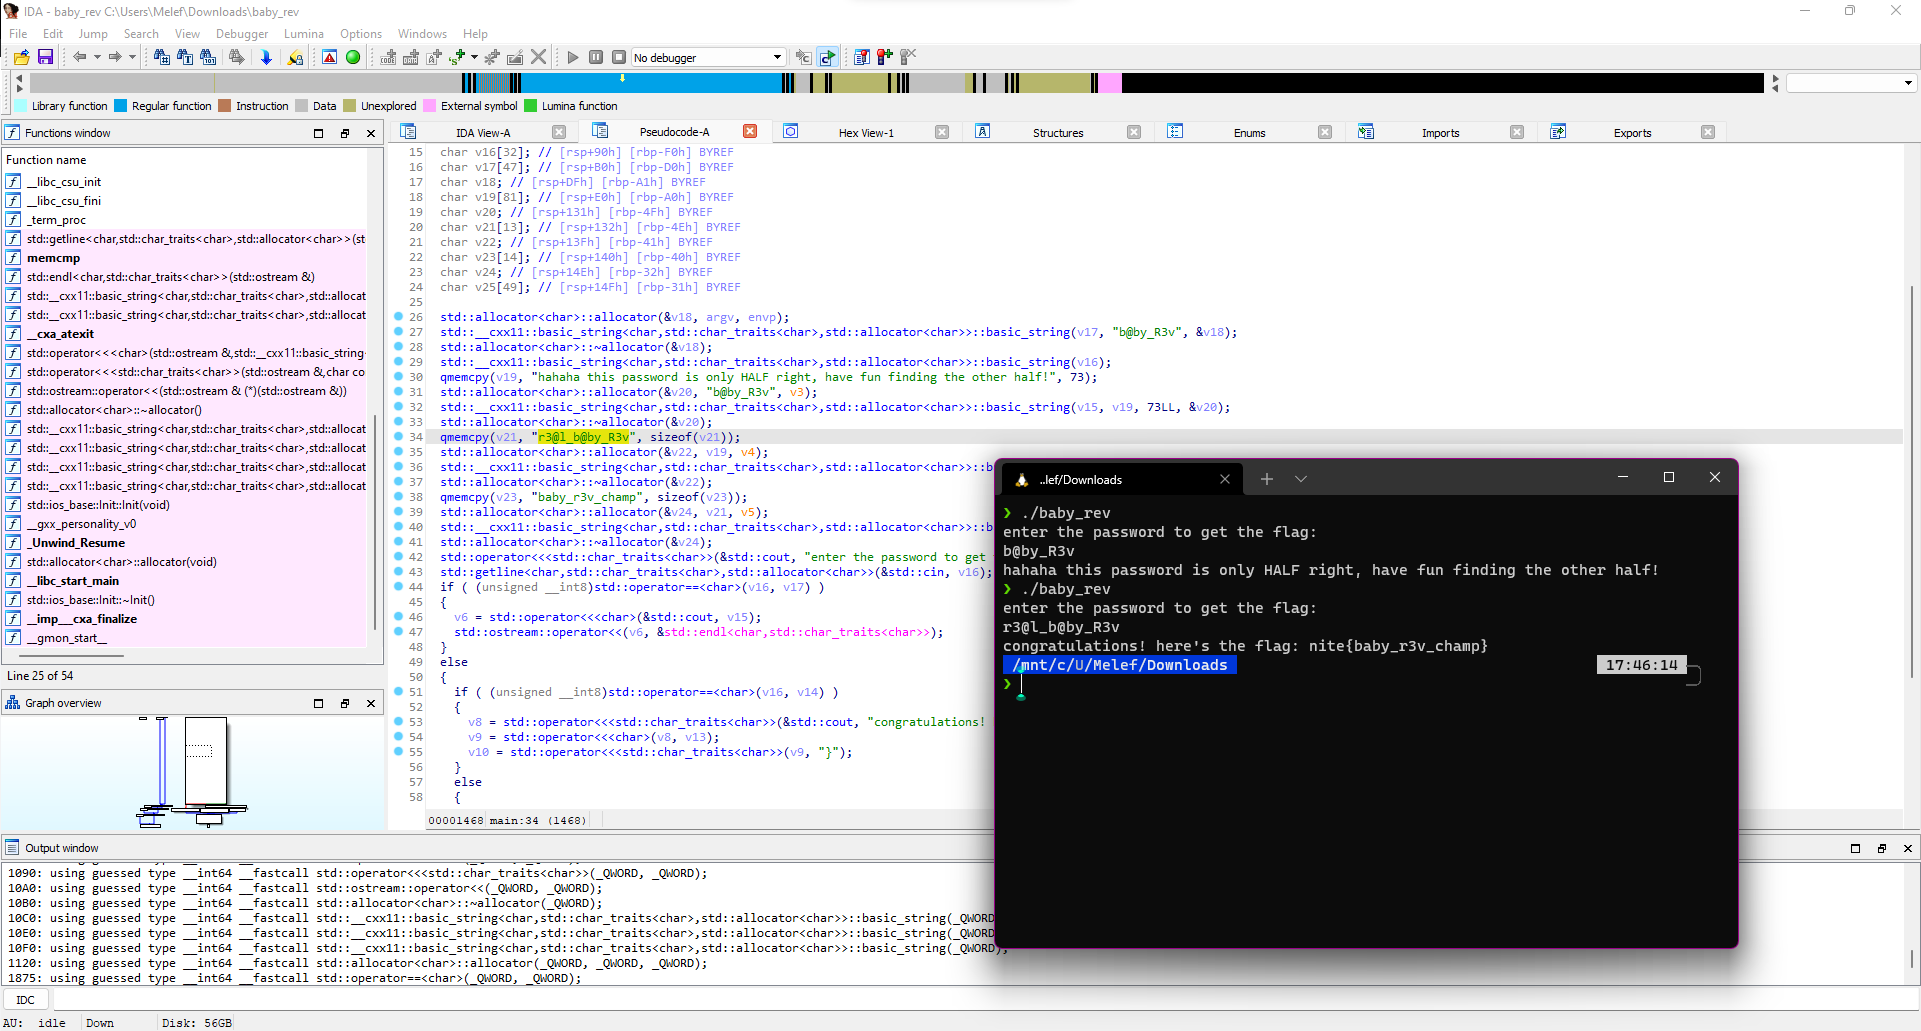 IDA - baby_rev C:\Users\Melef\Downloads\baby_rev
File Edit Jump Search View Debugger Lumina Options Windows Help
No debugger
Library function Regular function Instruction Data Unexplored External symbol Lumina function
Functions window
Function name
__libc_csu_init
__libc_csu_fini
_term_proc
std::getline<char,std::char_traits<char>,std::allocator<char>>(st
memcmp
std::endl<char,std::char_traits<char>>(std::ostream &)
std::__cxx11::basic_string<char,std::char_traits<char>,std::allocat
std::__cxx11::basic_string<char,std::char_traits<char>,std::allocat
__cxa_atexit
std::operator<<<char>(std::ostream &,std::__cxx11::basic_string
std::operator<<<std::char_traits<char>>(std::ostream &,char co
std::ostream::operator<<(std::ostream & (*)(std::ostream &))
std::allocator<char>::~allocator()
std::__cxx11::basic_string<char,std::char_traits<char>,std::allocat
std::__cxx11::basic_string<char,std::char_traits<char>,std::allocat
std::__cxx11::basic_string<char,std::char_traits<char>,std::allocat
std::__cxx11::basic_string<char,std::char_traits<char>,std::allocat
std::ios_base::Init::Init(void)
__gxx_personality_v0
_Unwind_Resume
std::allocator<char>::allocator(void)
__libc_start_main
std::ios_base::Init::~Init()
__imp___cxa_finalize
__gmon_start__
Line 25 of 54
Graph overview
IDA View-A Pseudocode-A Hex View-1 Structures Enums Imports Exports
15 char v16[32]; // [rsp+90h] [rbp-F0h] BYREF
16 char v17[47]; // [rsp+B0h] [rbp-D0h] BYREF
17 char v18; // [rsp+DFh] [rbp-A1h] BYREF
18 char v19[81]; // [rsp+E0h] [rbp-A0h] BYREF
19 char v20; // [rsp+131h] [rbp-4Fh] BYREF
20 char v21[13]; // [rsp+132h] [rbp-4Eh] BYREF
21 char v22; // [rsp+13Fh] [rbp-41h] BYREF
22 char v23[14]; // [rsp+140h] [rbp-40h] BYREF
23 char v24; // [rsp+14Eh] [rbp-32h] BYREF
24 char v25[49]; // [rsp+14Fh] [rbp-31h] BYREF
25
26 std::allocator<char>::allocator(&v18, argv, envp);
27 std::__cxx11::basic_string<char,std::char_traits<char>,std::allocator<char>>::basic_string(v17, "b@by_R3v", &v18);
28 std::allocator<char>::~allocator(&v18);
29 std::__cxx11::basic_string<char,std::char_traits<char>,std::allocator<char>>::basic_string(v16);
30 qmemcpy(v19, "hahaha this password is only HALF right, have fun finding the other half!", 73);
31 std::allocator<char>::allocator(&v20, "b@by_R3v", v3);
32 std::__cxx11::basic_string<char,std::char_traits<char>,std::allocator<char>>::basic_string(v15, v19, 73LL, &v20);
33 std::allocator<char>::~allocator(&v20);
34 qmemcpy(v21, "r3@l_b@by_R3v", sizeof(v21));
35 std::allocator<char>::allocator(&v22, v19, v4);
36 std::__cxx11::basic_string<char,std::char_traits<char>,std::allocator<char>>::b
37 std::allocator<char>::~allocator(&v22);
38 qmemcpy(v23, "baby_r3v_champ", sizeof(v23));
39 std::allocator<char>::allocator(&v24, v21, v5);
40 std::__cxx11::basic_string<char,std::char_traits<char>,std::allocator<char>>::b
41 std::allocator<char>::~allocator(&v24);
42 std::operator<<<std::char_traits<char>>(&std::cout, "enter the password to get
43 std::getline<char,std::char_traits<char>,std::allocator<char>>(&std::cin, v16);
44 if ( (unsigned __int8)std::operator==<char>(v16, v17) )
45 {
46 v6 = std::operator<<<char>(&std::cout, v15);
47 std::ostream::operator<<(v6, &std::endl<char,std::char_traits<char>>);
48 }
49 else
50 {
51 if ( (unsigned __int8)std::operator==<char>(v16, v14) )
52 {
53 v8 = std::operator<<<std::char_traits<char>>(&std::cout, "congratulations!
54 v9 = std::operator<<<char>(v8, v13);
55 v10 = std::operator<<<std::char_traits<char>>(v9, "}");
56 }
57 else
58 {
00001468 main:34 (1468)
..lef/Downloads
❯ ./baby_rev
enter the password to get the flag:
b@by_R3v
hahaha this password is only HALF right, have fun finding the other half!
❯ ./baby_rev
enter the password to get the flag:
r3@l_b@by_R3v
congratulations! here's the flag: nite{baby_r3v_champ}
/mnt/c/U/Melef/Downloads 17:46:14
❯
Output window
1090: using guessed type __int64 __fastcall std::operator<<<std::char_traits<char>>(_QWORD, _QWORD);
10A0: using guessed type __int64 __fastcall std::ostream::operator<<(_QWORD, _QWORD);
10B0: using guessed type __int64 __fastcall std::allocator<char>::~allocator(_QWORD);
10C0: using guessed type __int64 __fastcall std::__cxx11::basic_string<char,std::char_traits<char>,std::allocator<char>>::basic_string(_QWORD
10E0: using guessed type __int64 __fastcall std::__cxx11::basic_string<char,std::char_traits<char>,std::allocator<char>>::basic_string(_QWORD
10F0: using guessed type __int64 __fastcall std::__cxx11::basic_string<char,std::char_traits<char>,std::allocator<char>>::basic_string(_QWORD);
1120: using guessed type __int64 __fastcall std::allocator<char>::allocator(_QWORD, _QWORD, _QWORD);
1875: using guessed type __int64 __fastcall std::operator==<char>(_QWORD, _QWORD);
IDC
AU: idle Down Disk: 56GB